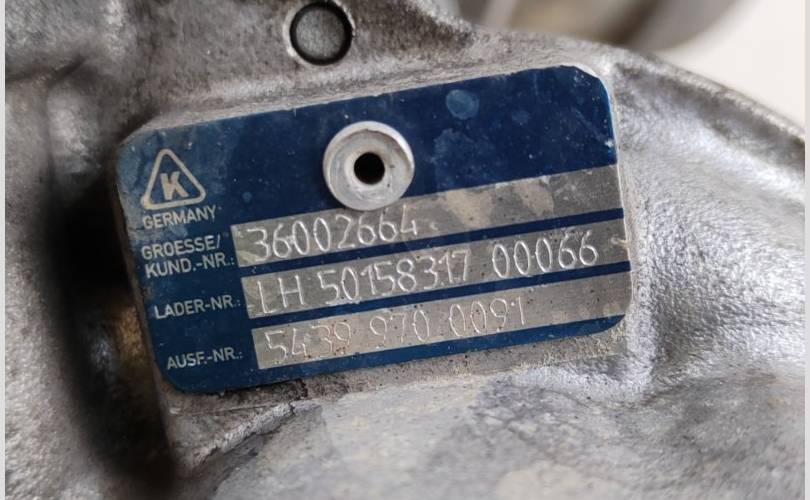 K
GERMANY
GROESSE/
KUND.-NR.: 36002664
LADER-NR.: LH 50158317 00066
AUSF.-NR.: 5439 970 0091